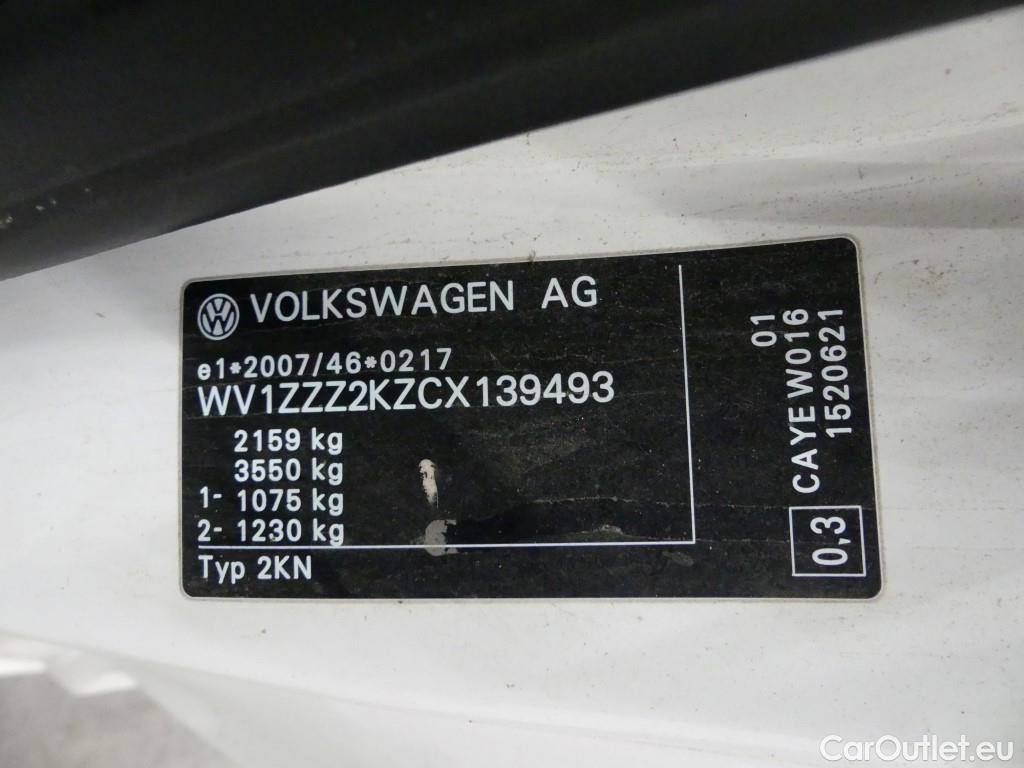 VOLKSWAGEN AG
e1*2007/46*0217
WV1ZZZ2KZCX139493
2159 kg
3550 kg
1- 1075 kg
2- 1230 kg
Typ 2KN
01
CAYE W016
1520621
0,3
CarOutlet.eu